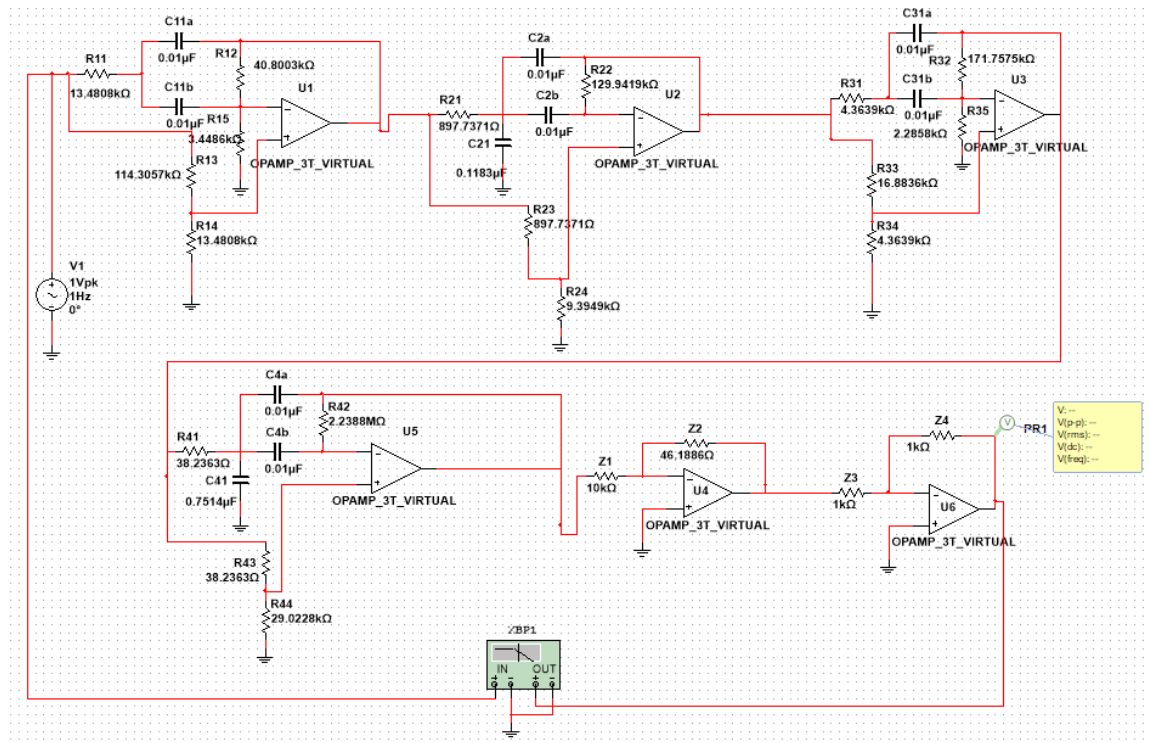 C11a
0.01µF
R11
13.4808kΩ
R12
40.8003kΩ
C11b
0.01µF
R15
3.4486kΩ
U1
OPAMP_3T_VIRTUAL
R13
114.3057kΩ
R14
13.4808kΩ
V1
1Vpk
1Hz
0°
C2a
0.01µF
R22
129.9419kΩ
R21
897.7371Ω
C2b
0.01µF
U2
C21
0.1183µF
OPAMP_3T_VIRTUAL
R23
897.7371Ω
R24
9.3949kΩ
C31a
0.01µF
R32
171.7575kΩ
R31
4.3639kΩ
C31b
0.01µF
U3
R35
2.2858kΩ
OPAMP_3T_VIRTUAL
R33
16.8836kΩ
R34
4.3639kΩ
C4a
0.01µF
R42
2.2388MΩ
R41
38.2363Ω
C4b
0.01µF
U5
C41
0.7514µF
OPAMP_3T_VIRTUAL
R43
38.2363Ω
R44
29.0228kΩ
Z1
10kΩ
Z2
46.1886Ω
U4
OPAMP_3T_VIRTUAL
Z3
1kΩ
Z4
1kΩ
U6
OPAMP_3T_VIRTUAL
V
PR1
V: --
V(p-p): --
V(rms): --
V(dc): --
V(freq): --
XBP1
IN OUT